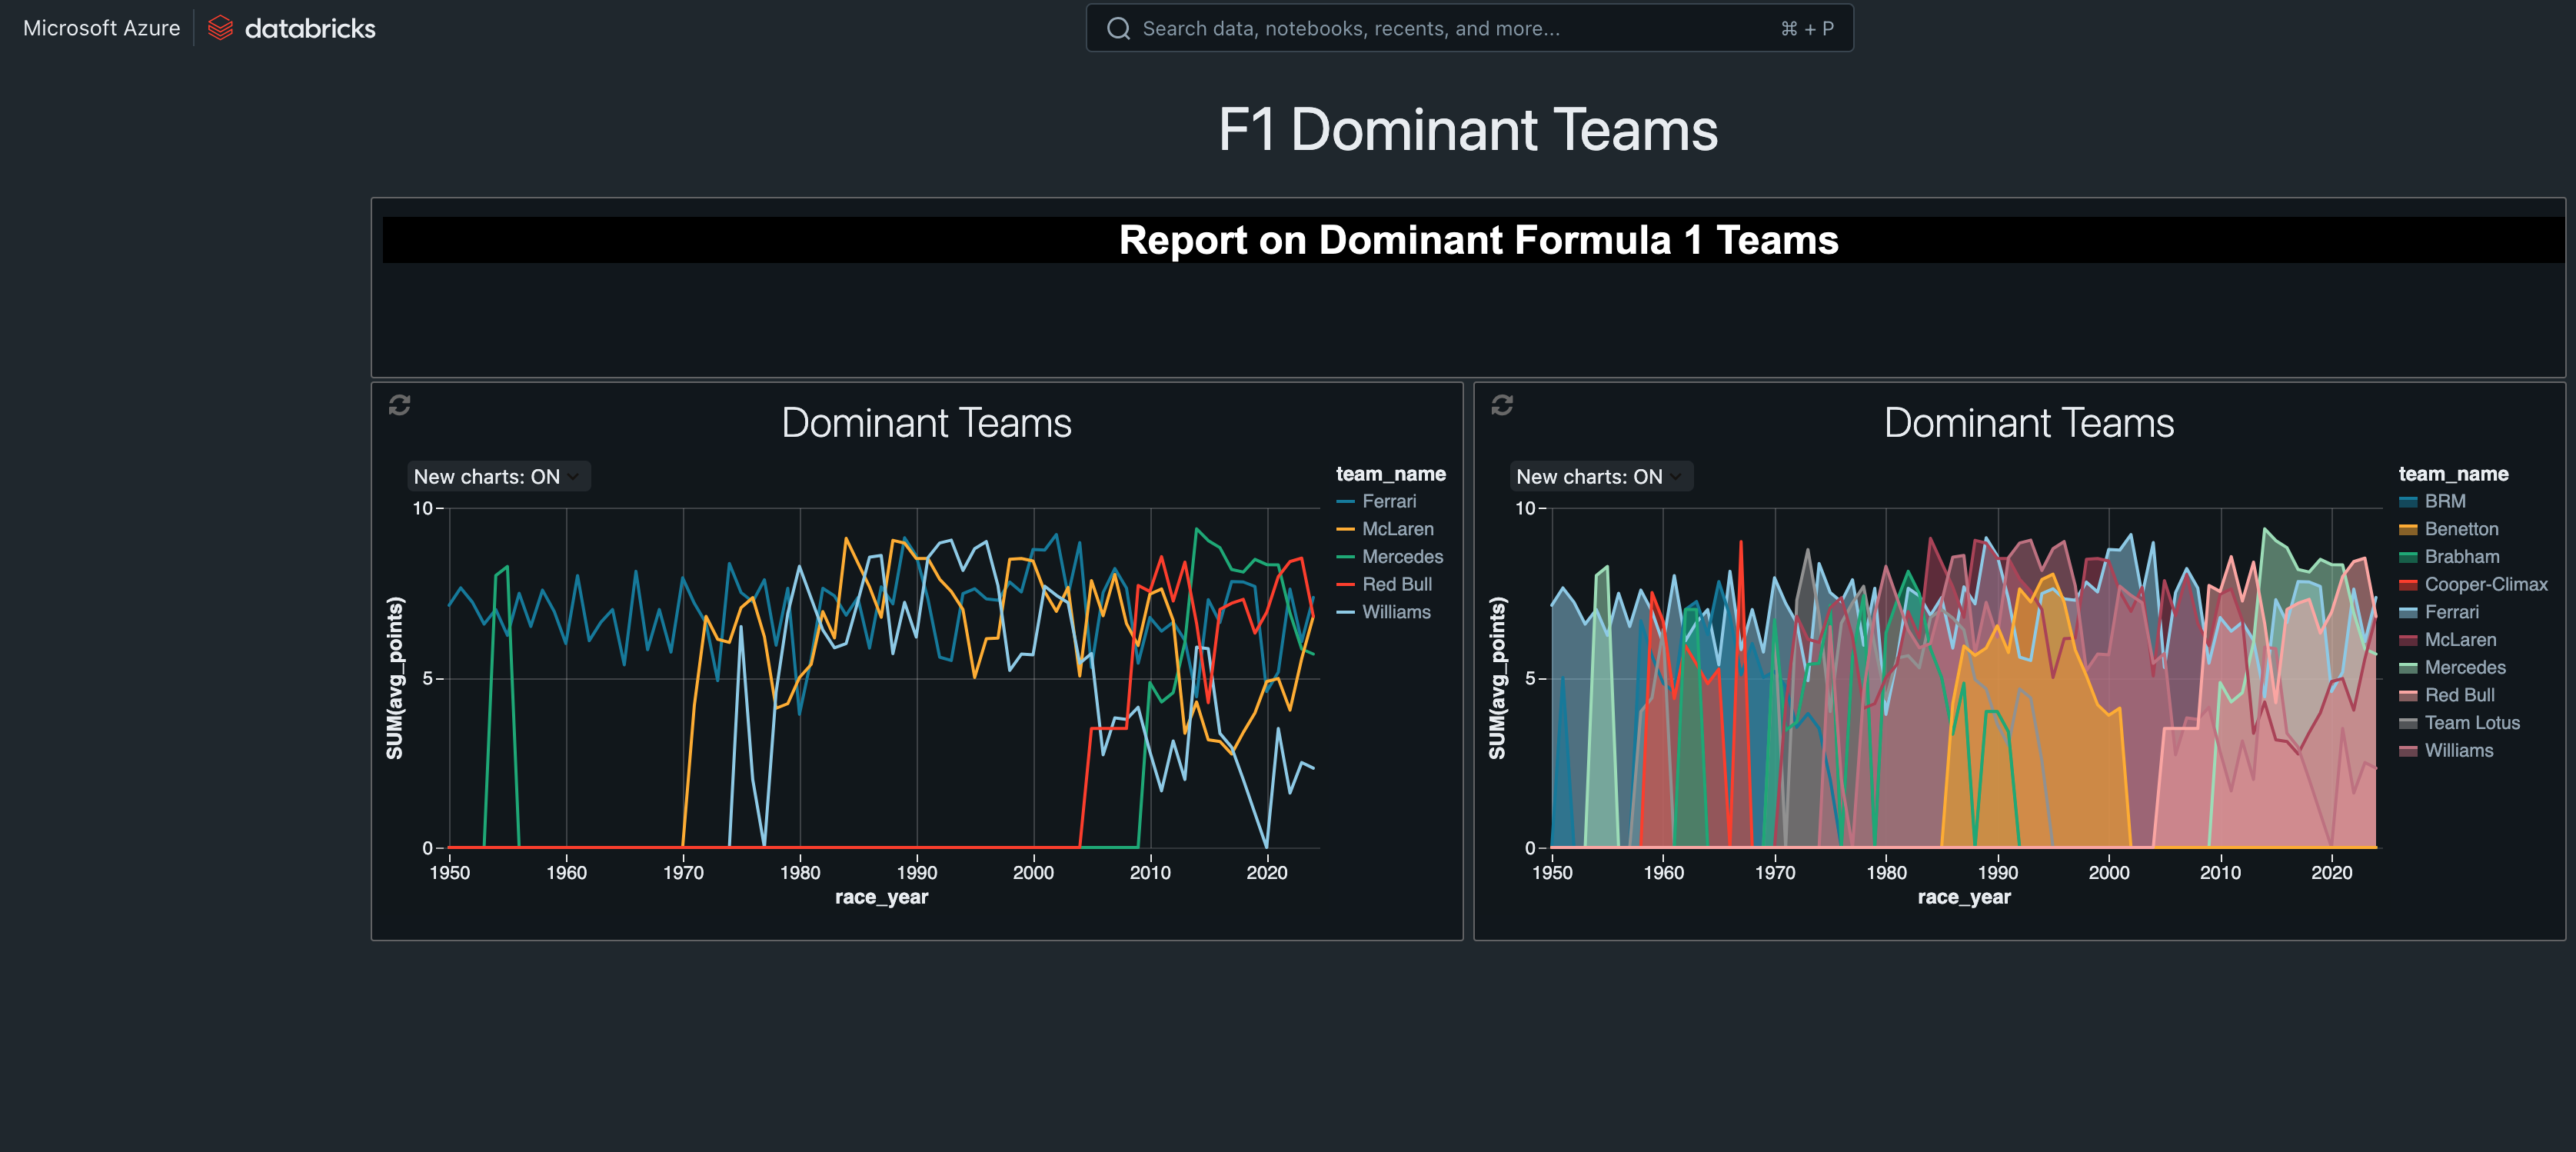 Microsoft Azure databricks Search data, notebooks, recents, and more... ⌘ + P
F1 Dominant Teams
Report on Dominant Formula 1 Teams
Dominant Teams
New charts: ON
SUM(avg_points)
10
5
0
1950 1960 1970 1980 1990 2000 2010 2020
race_year
team_name
Ferrari
McLaren
Mercedes
Red Bull
Williams
Dominant Teams
New charts: ON
SUM(avg_points)
10
5
0
1950 1960 1970 1980 1990 2000 2010 2020
race_year
team_name
BRM
Benetton
Brabham
Cooper-Climax
Ferrari
McLaren
Mercedes
Red Bull
Team Lotus
Williams